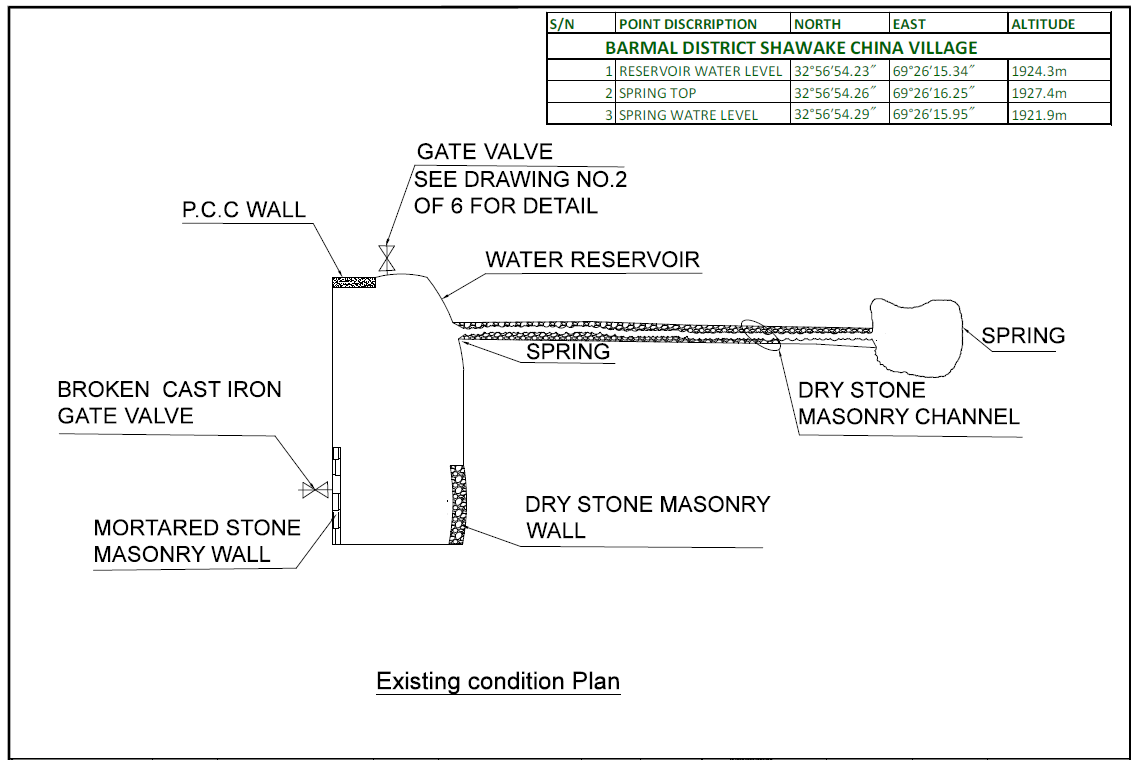 S/N POINT DISCRRIPTION NORTH EAST ALTITUDE
BARMAL DISTRICT SHAWAKE CHINA VILLAGE
1 RESERVOIR WATER LEVEL 32°56′54.23″ 69°26′15.34″ 1924.3m
2 SPRING TOP 32°56′54.26″ 69°26′16.25″ 1927.4m
3 SPRING WATRE LEVEL 32°56′54.29″ 69°26′15.95″ 1921.9m
GATE VALVE
SEE DRAWING NO.2
OF 6 FOR DETAIL
P.C.C WALL
WATER RESERVOIR
SPRING
SPRING
BROKEN CAST IRON
GATE VALVE
DRY STONE
MASONRY CHANNEL
MORTARED STONE
MASONRY WALL
DRY STONE MASONRY
WALL
Existing condition Plan